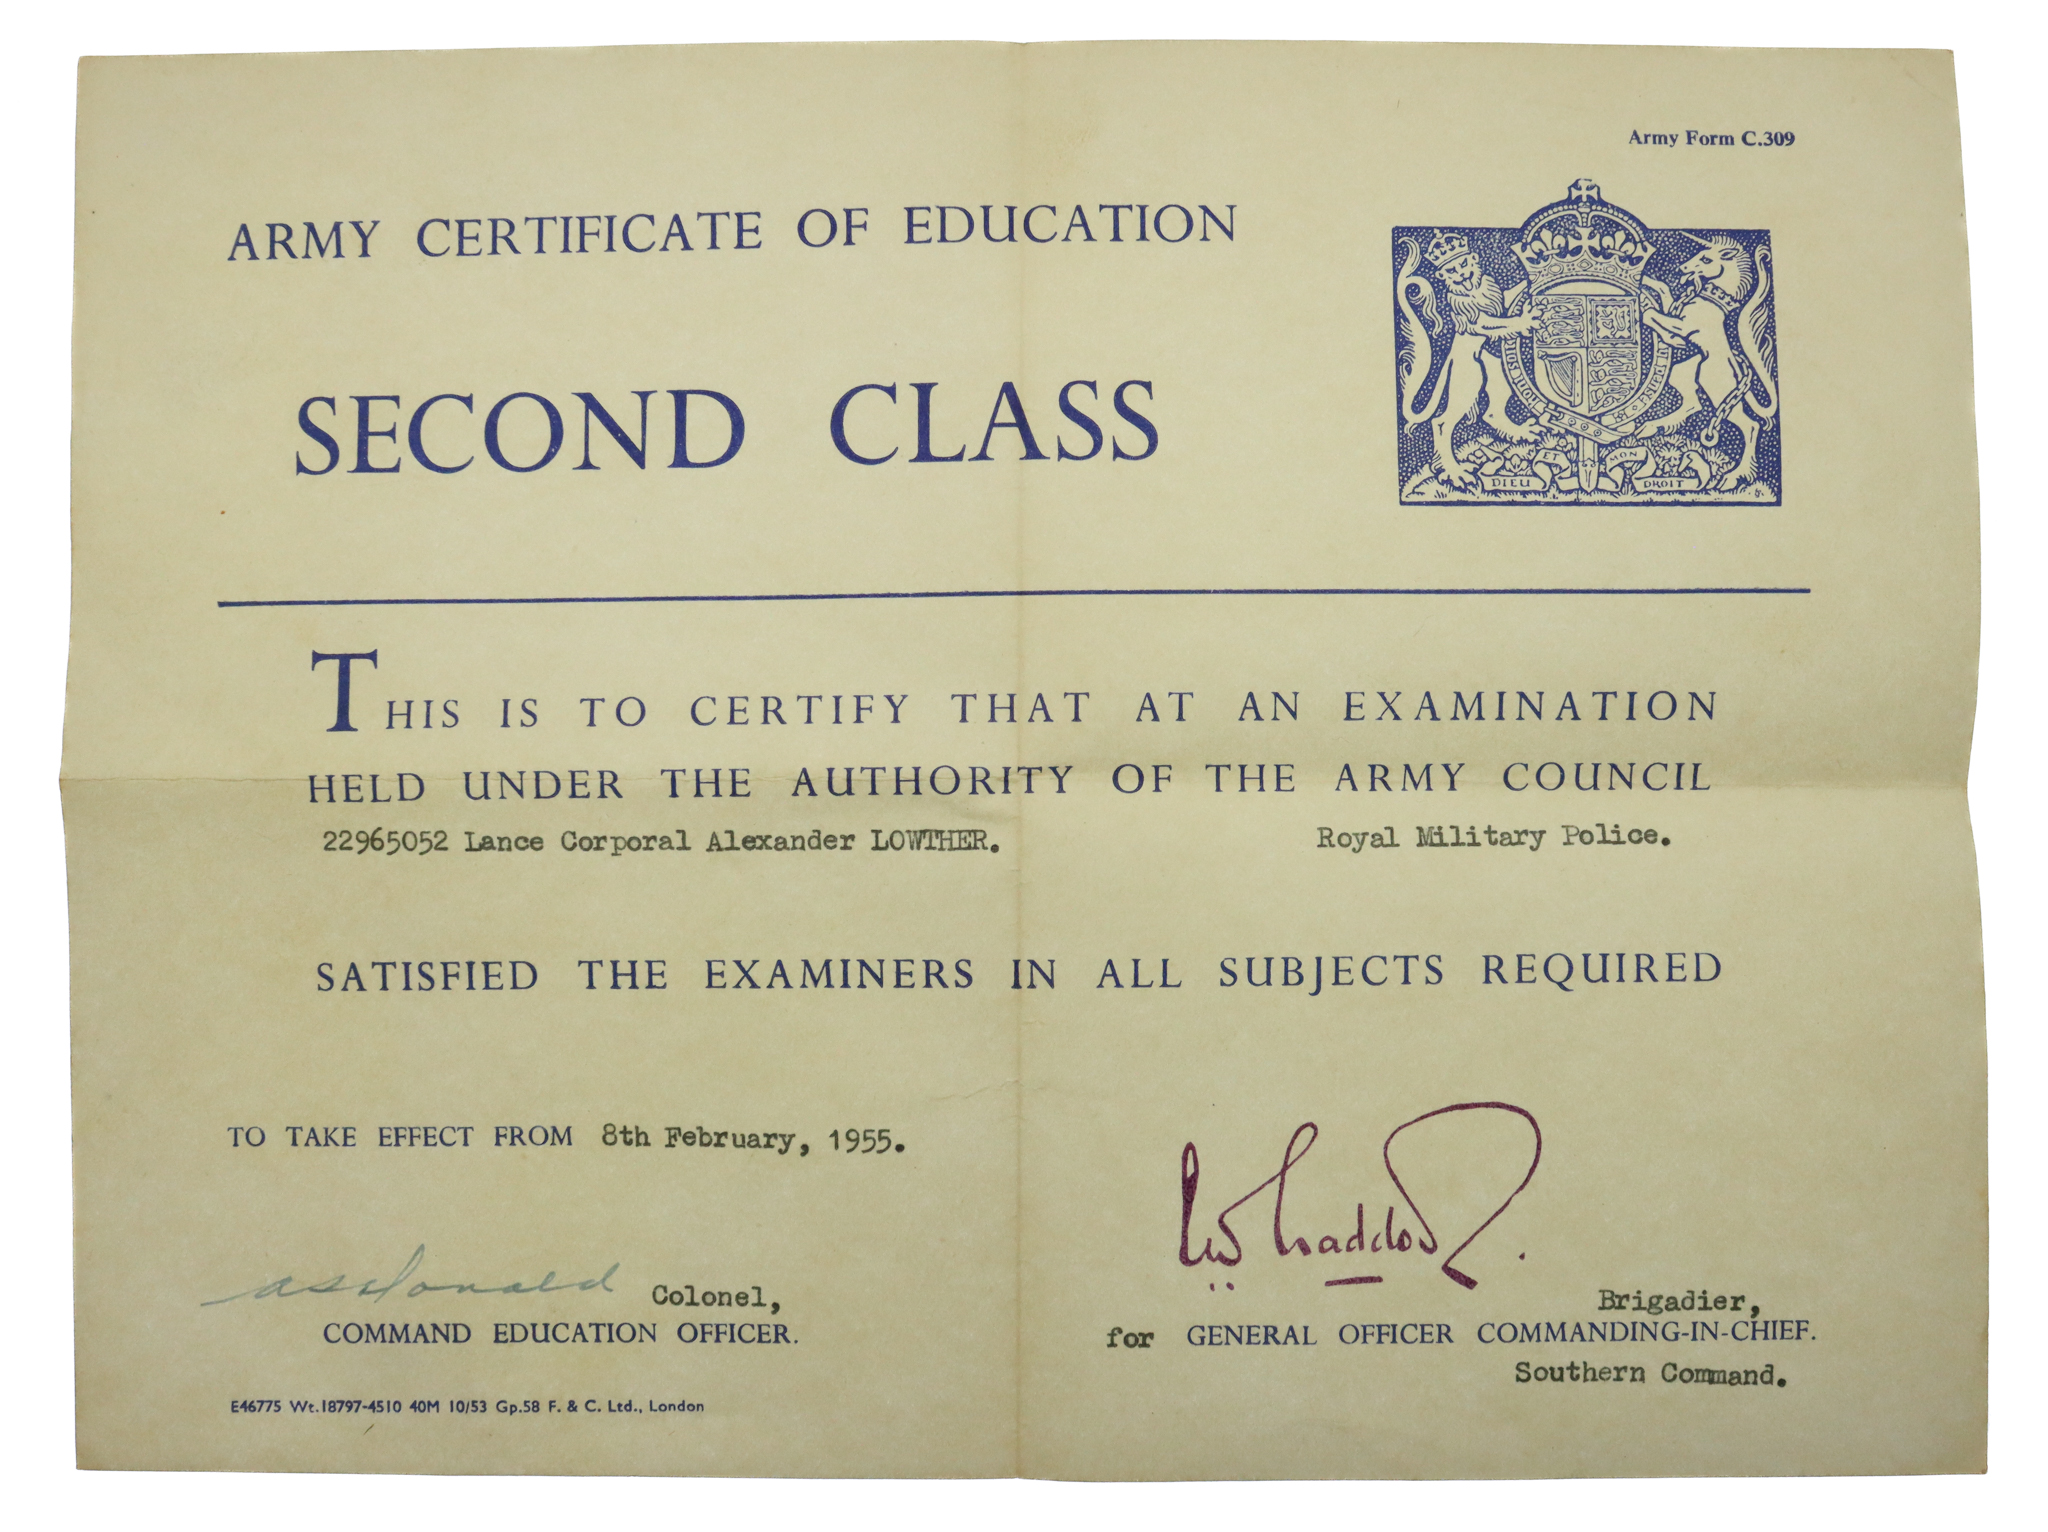 Army Form C.309
ARMY CERTIFICATE OF EDUCATION
SECOND CLASS
DIEU ET MON DROIT
THIS IS TO CERTIFY THAT AT AN EXAMINATION
HELD UNDER THE AUTHORITY OF THE ARMY COUNCIL
22965052 Lance Corporal Alexander LOWTHER. Royal Military Police.
SATISFIED THE EXAMINERS IN ALL SUBJECTS REQUIRED
TO TAKE EFFECT FROM 8th February, 1955.
Colonel,
COMMAND EDUCATION OFFICER.
Brigadier,
for GENERAL OFFICER COMMANDING-IN-CHIEF.
Southern Command.
E46775 Wt.18797-4510 40M 10/53 Gp.58 F. & C. Ltd., London